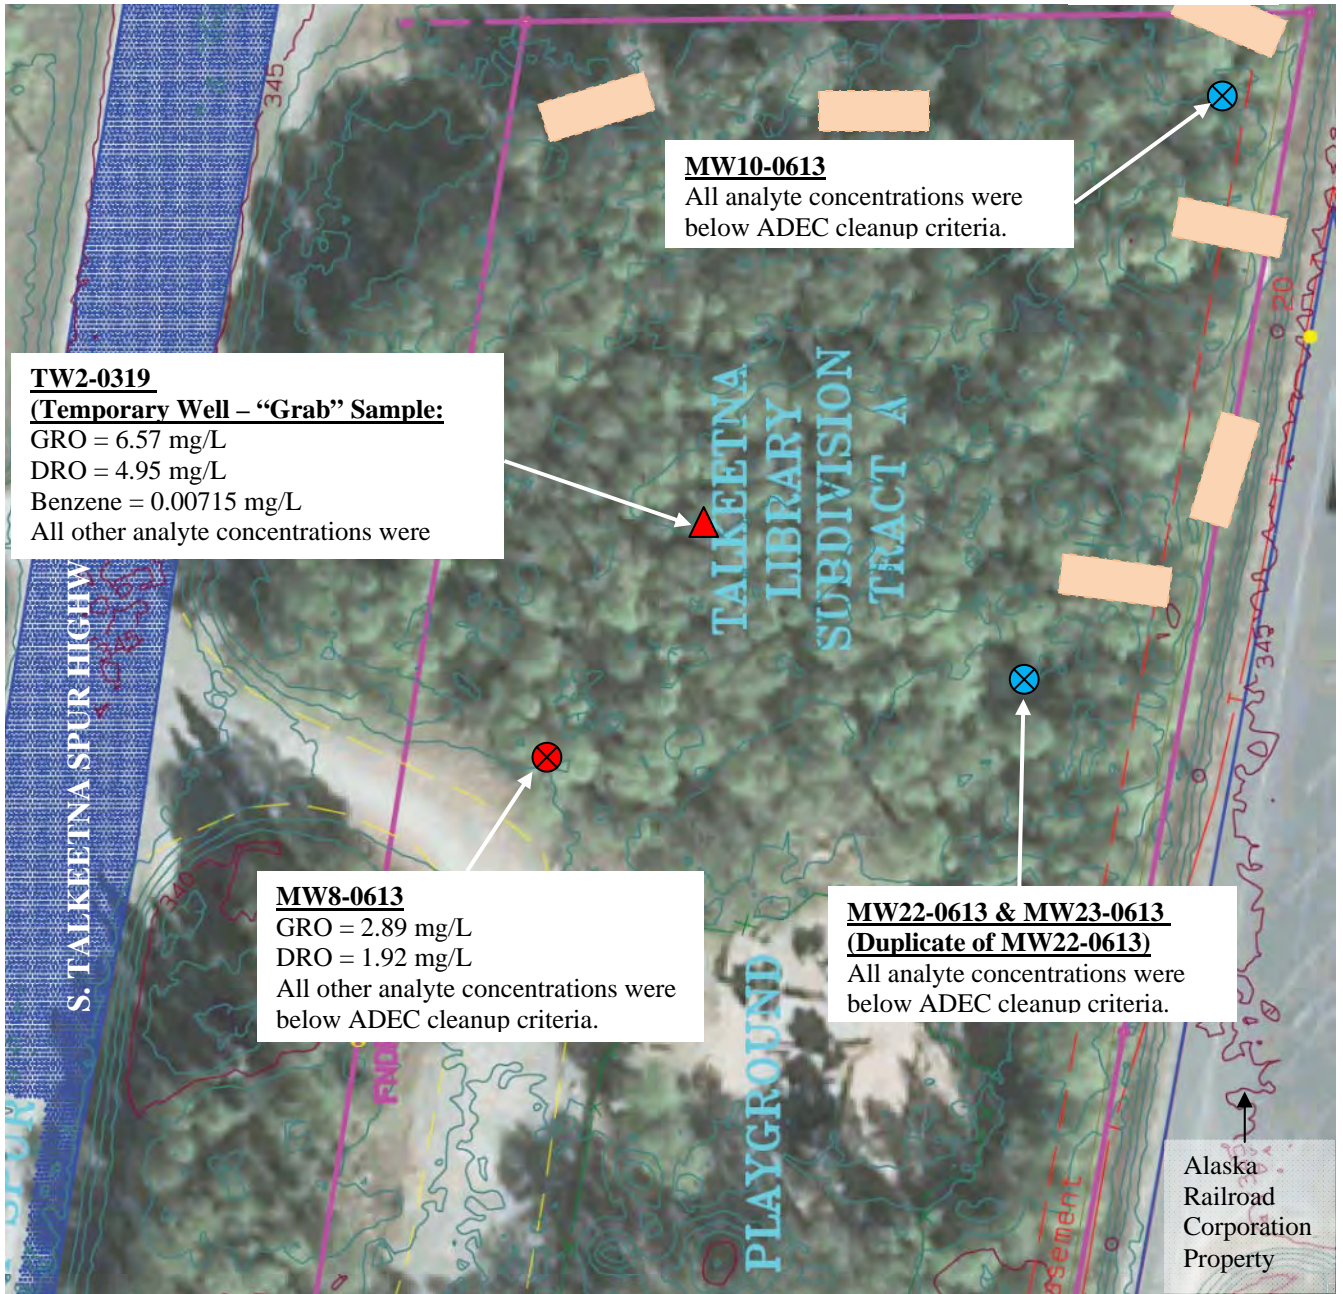 345
MW10-0613
All analyte concentrations were
below ADEC cleanup criteria.
20
TW2-0319
(Temporary Well – “Grab” Sample:
GRO = 6.57 mg/L
DRO = 4.95 mg/L
Benzene = 0.00715 mg/L
All other analyte concentrations were
TALKEETNA
LIBRARY
SUBDIVISION
TRACT A
S. TALKEETNA SPUR HIGHW
345
345
T
T
340
MW8-0613
GRO = 2.89 mg/L
DRO = 1.92 mg/L
All other analyte concentrations were
below ADEC cleanup criteria.
MW22-0613 & MW23-0613
(Duplicate of MW22-0613)
All analyte concentrations were
below ADEC cleanup criteria.
PLAYGROUND
SPUR
asement
Alaska
Railroad
Corporation
Property